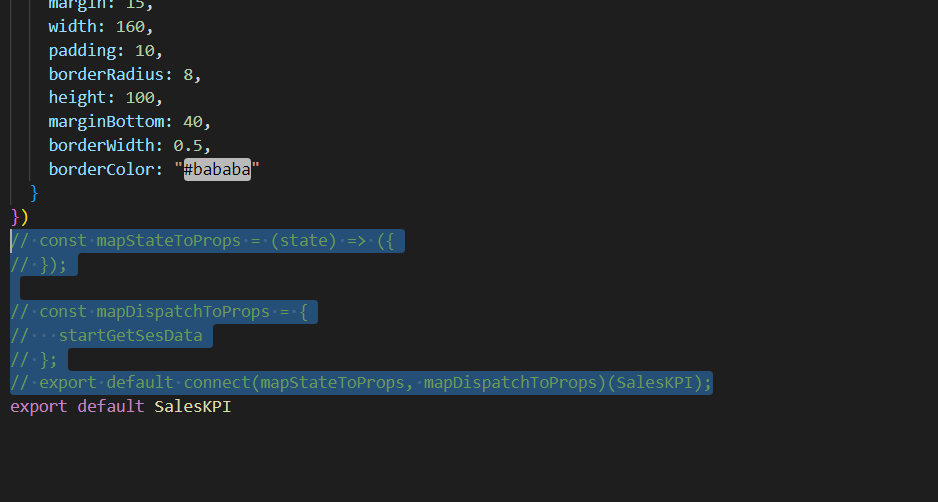 margin: 15,
width: 160,
padding: 10,
borderRadius: 8,
height: 100,
marginBottom: 40,
borderWidth: 0.5,
borderColor: "#bababa"
}
})
// const mapStateToProps = (state) => ({
// });
// const mapDispatchToProps = {
//   startGetSesData
// };
// export default connect(mapStateToProps, mapDispatchToProps)(SalesKPI);
export default SalesKPI